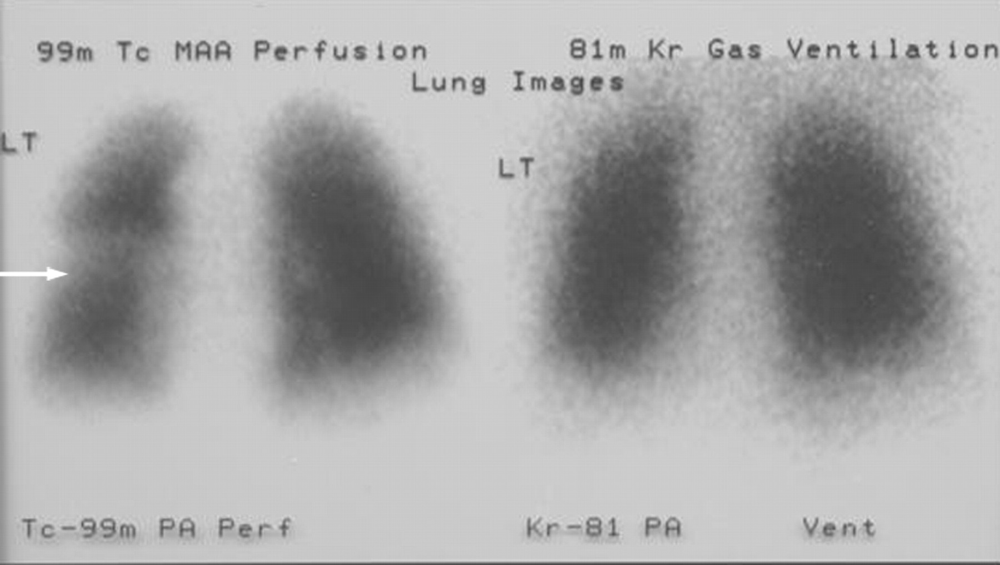 99m Tc MAA Perfusion
81m Kr Gas Ventilation
Lung Images
LT
LT
Tc-99m PA Perf
Kr-81 PA Vent